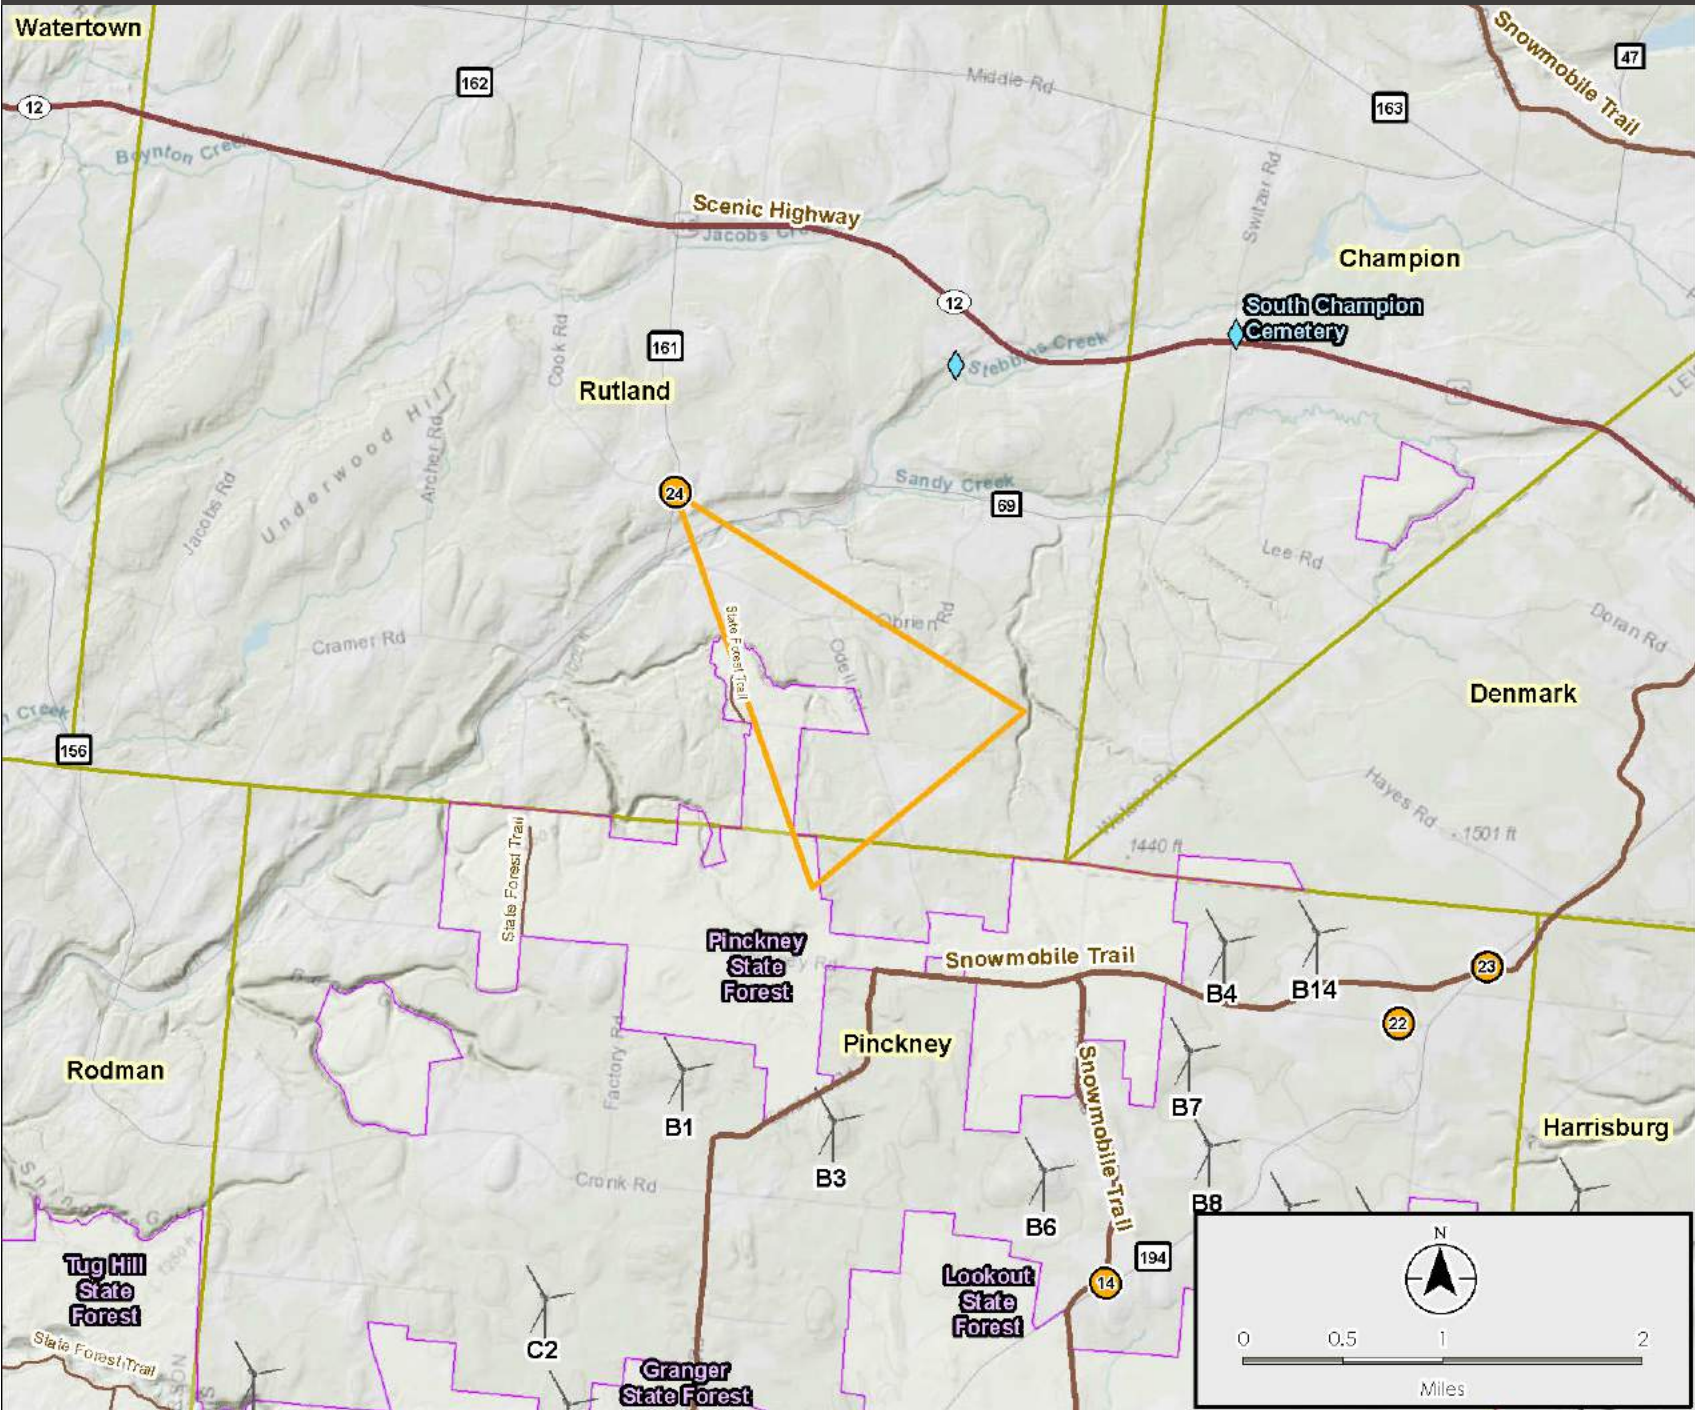 Watertown
Snowmobile Trail
47
162
Middle Rd
163
12
Boynton Creek
Switzer Rd
Scenic Highway
Jacobs Cre
Champion
12
South Champion
Cemetery
Cook Rd
161
Stebbins Creek
Rutland
Underwood Hill
Archer Rd
LEW
Jacobs Rd
Sandy Creek
24
69
Lee Rd
State Forest Trail
Obrien Rd
Doran Rd
Cramer Rd
Odell Rd
Denmark
n Creek
156
Hayes Rd
1501 ft
1440 ft
State Forest Trail
Pinckney
State
Forest
ey Rd
Snowmobile Trail
23
B4
B14
22
Pinckney
Rodman
Factory Rd
Snowmobile Trail
B1
B7
B3
Harrisburg
Cronk Rd
B6
B8
194
Tug Hill
State
Forest
Lookout
State
Forest
14
N
0 0.5 1 2
Miles
State Forest Trail
C2
Granger
State Forest